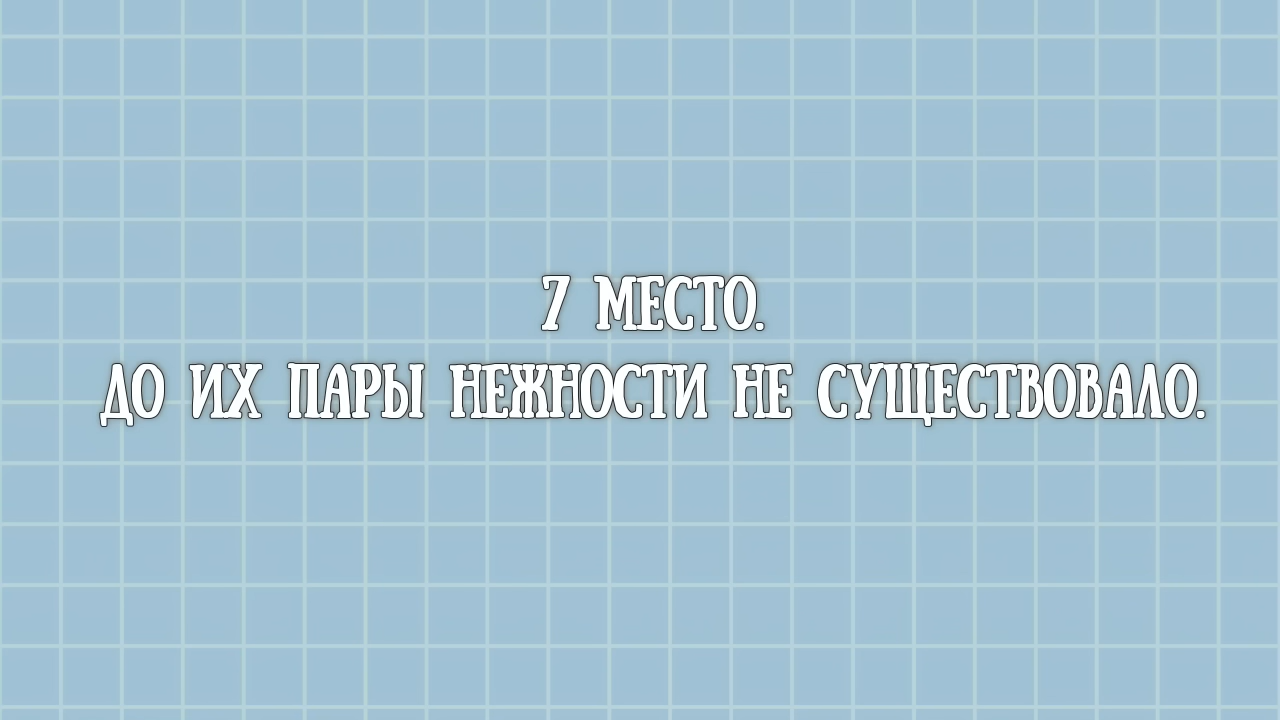 7 МЕСТО.
ДО ИХ ПАРЫ НЕЖНОСТИ НЕ СУЩЕСТВОВАЛО.